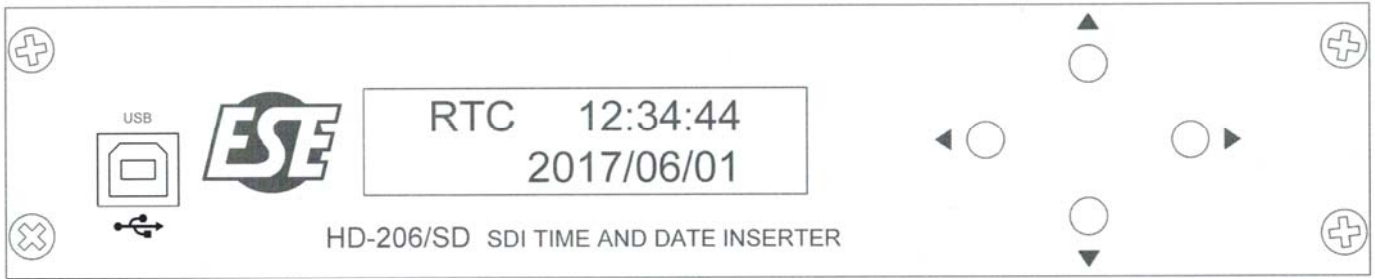 USB
ESE
RTC 12:34:44
2017/06/01
HD-206/SD SDI TIME AND DATE INSERTER